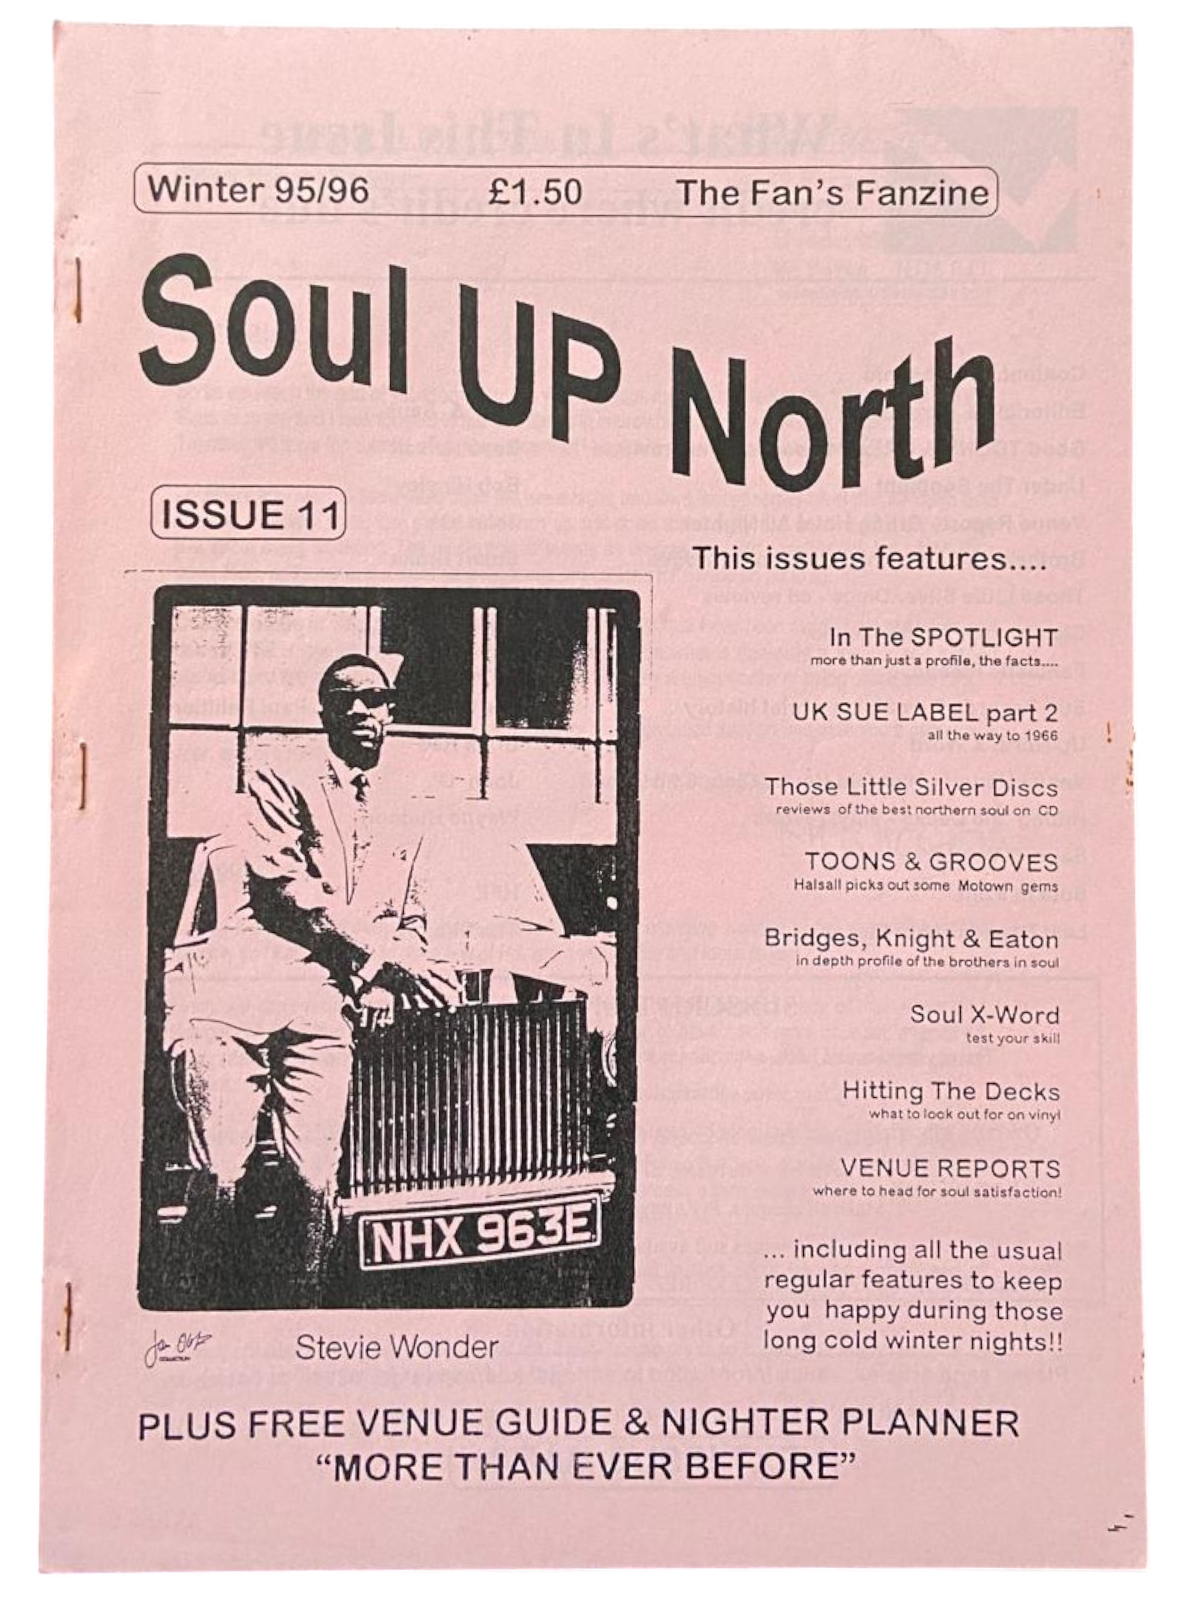 Winter 95/96 £1.50 The Fan's Fanzine
Soul UP North
ISSUE 11
This issues features....
In The SPOTLIGHT
more than just a profile, the facts....
UK SUE LABEL part 2
all the way to 1966
Those Little Silver Discs
reviews of the best northern soul on CD
TOONS & GROOVES
Halsall picks out some Motown gems
Bridges, Knight & Eaton
in depth profile of the brothers in soul
Soul X-Word
test your skill
Hitting The Decks
what to look out for on vinyl
VENUE REPORTS
where to head for soul satisfaction!
... including all the usual
regular features to keep
you happy during those
long cold winter nights!!
NHX 963E
Stevie Wonder
PLUS FREE VENUE GUIDE & NIGHTER PLANNER
“MORE THAN EVER BEFORE”